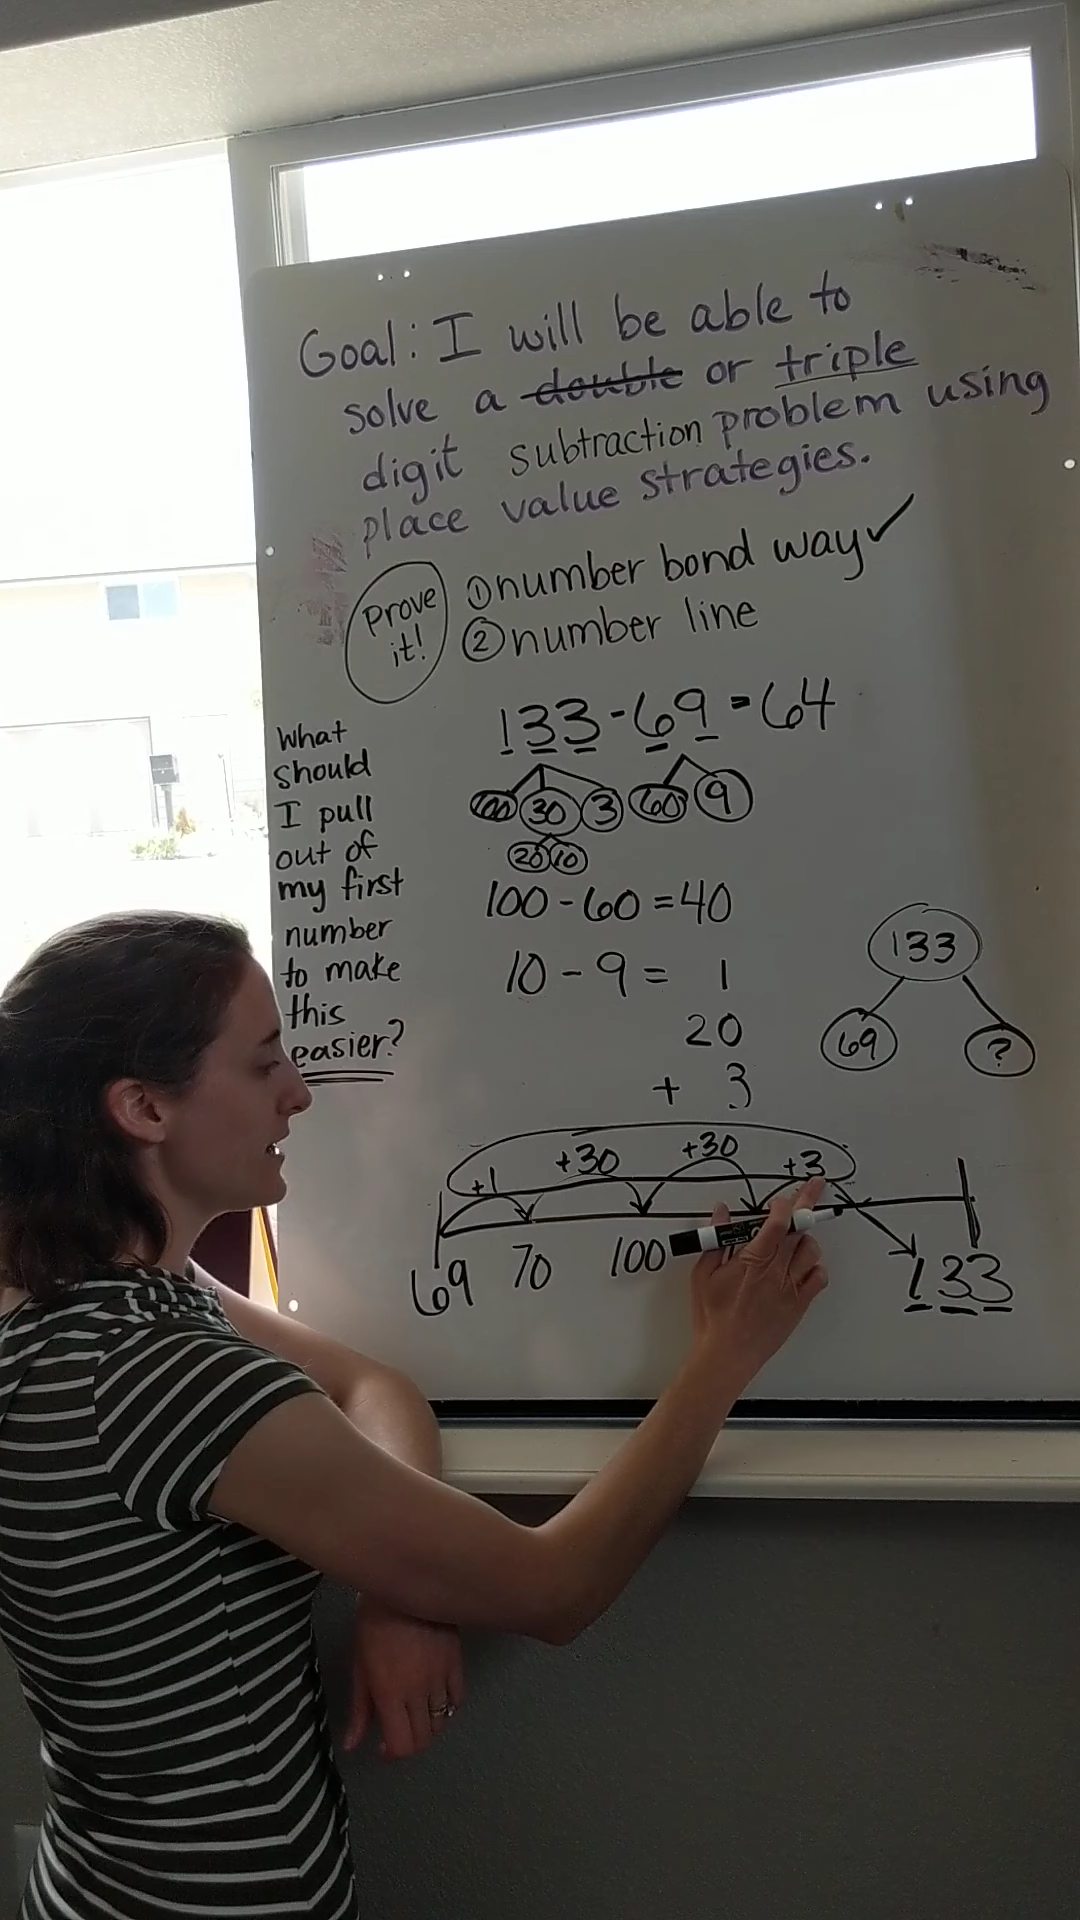 Goal: I will be able to
solve a double or triple
digit subtraction problem using
place value strategies.
Prove it!
① number bond way ✓
② number line
What
should
I pull
out of
my first
number
to make
this
easier?
133 - 69 = 64
100 30 3 60 9
20 10
100 - 60 = 40
10 - 9 = 1
20
+ 3
133
69 ?
+1 +30 +30 +3
69 70 100 133